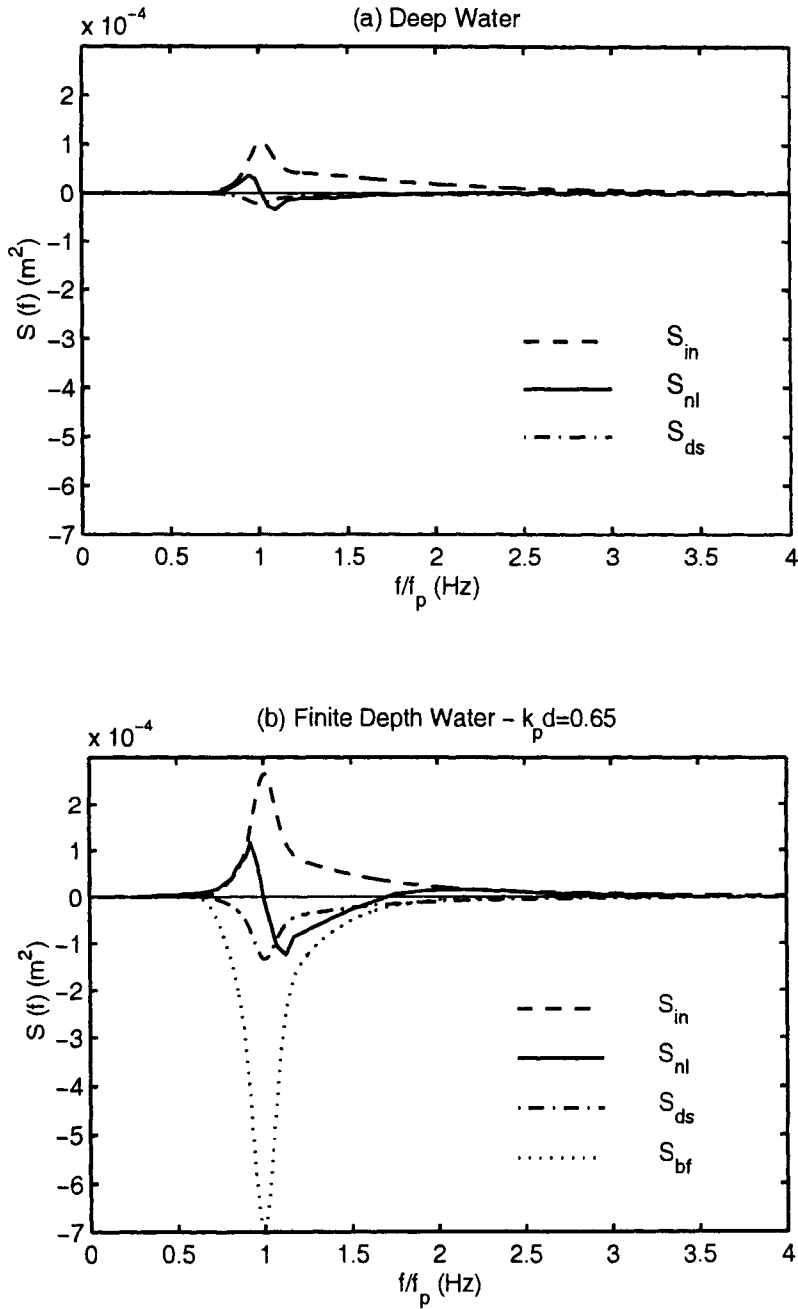 (a) Deep Water
x 10^−4
2
1
0
−1
−2
−3
−4
−5
−6
−7
S (f) (m^2)
S_in
S_nl
S_ds
0 0.5 1 1.5 2 2.5 3 3.5 4
f/f_p (Hz)
(b) Finite Depth Water − k_p d=0.65
x 10^−4
2
1
0
−1
−2
−3
−4
−5
−6
−7
S (f) (m^2)
S_in
S_nl
S_ds
S_bf
0 0.5 1 1.5 2 2.5 3 3.5 4
f/f_p (Hz)